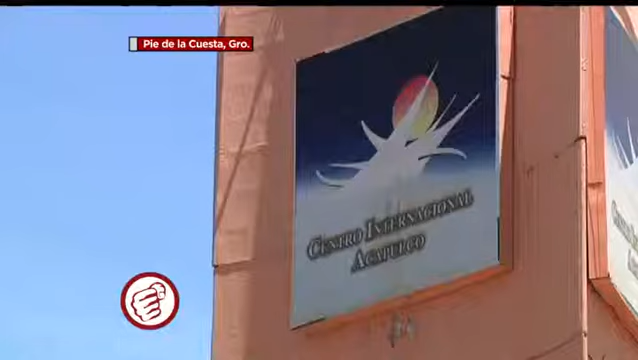 Pie de la Cuesta, Gro.
CENTRO INTERNACIONAL
ACAPULCO